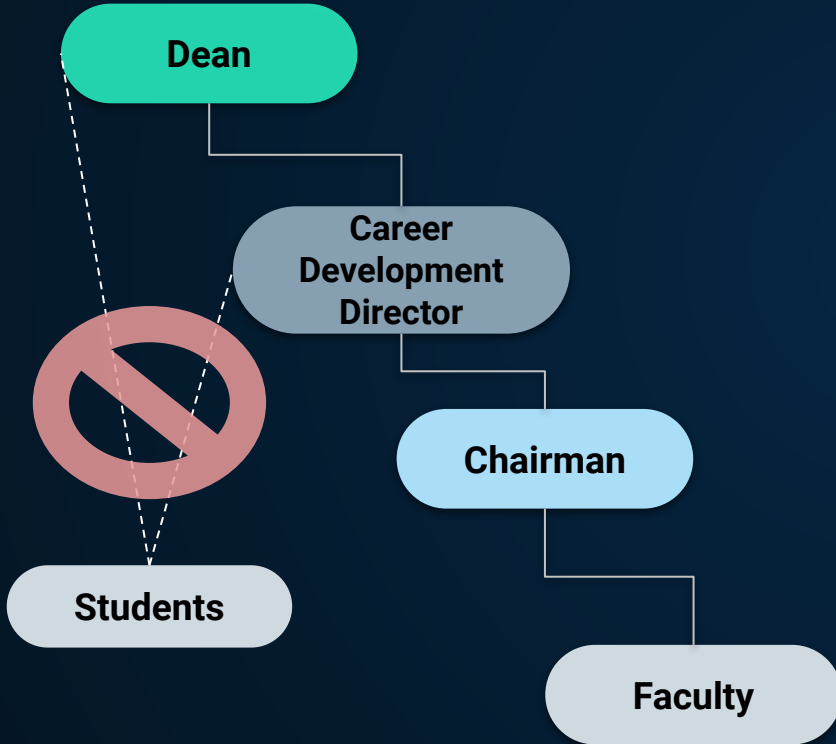 Dean
Career
Development
Director
Chairman
Students
Faculty